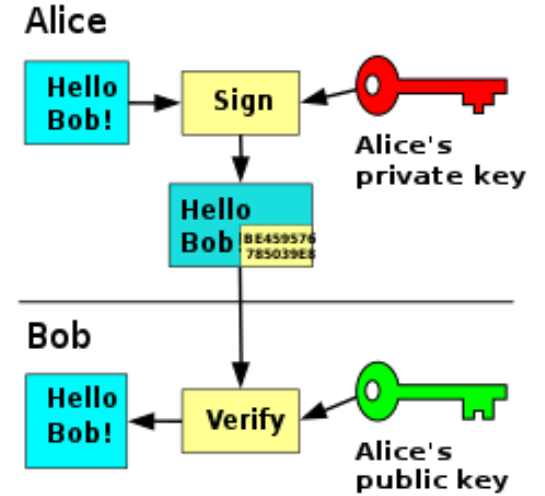 Alice
Hello
Bob!
Sign
Alice's
private key
Hello
Bob!
BE459576
785039E8
Bob
Hello
Bob!
Verify
Alice's
public key